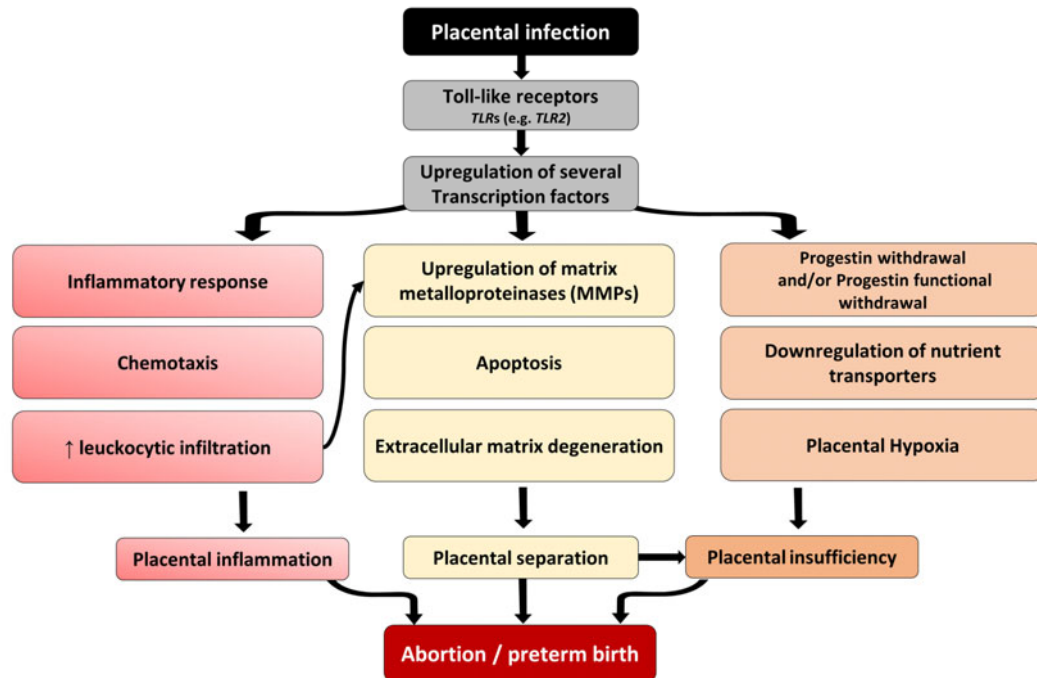 Placental infection
Toll-like receptors
TLRs (e.g. TLR2)
Upregulation of several
Transcription factors
Inflammatory response
Chemotaxis
↑ leuckocytic infiltration
Upregulation of matrix
metalloproteinases (MMPs)
Apoptosis
Extracellular matrix degeneration
Progestin withdrawal
and/or Progestin functional
withdrawal
Downregulation of nutrient
transporters
Placental Hypoxia
Placental inflammation
Placental separation
Placental insufficiency
Abortion / preterm birth